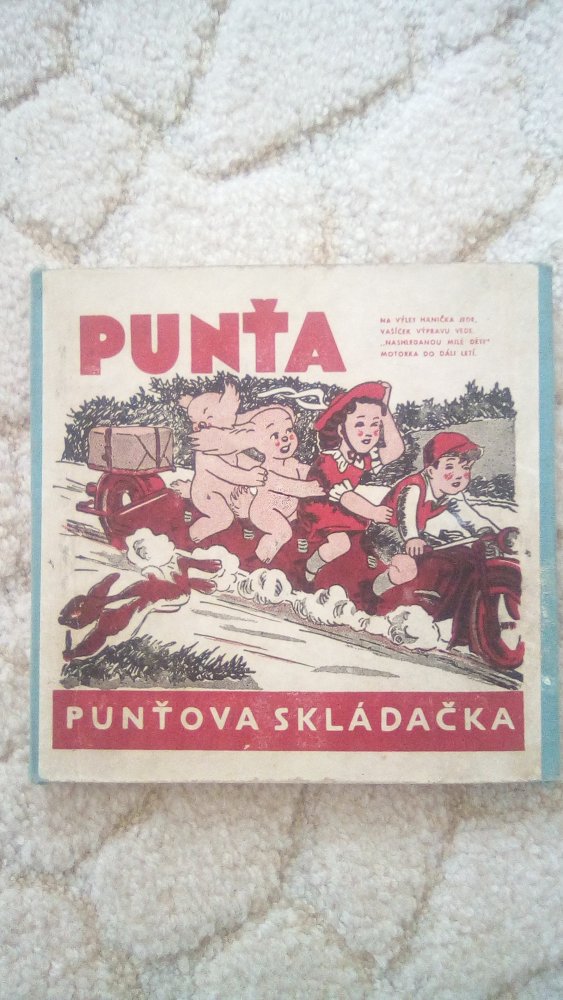 PUNŤA
NA VÝLET HANIČKA JEDE,
VAŠÍČEK VÝPRAVU VEDE.
„NASHLEDANOU MILÉ DĚTI"
MOTORKA DO DÁLI LETÍ.
PUNŤOVA SKLÁDAČKA